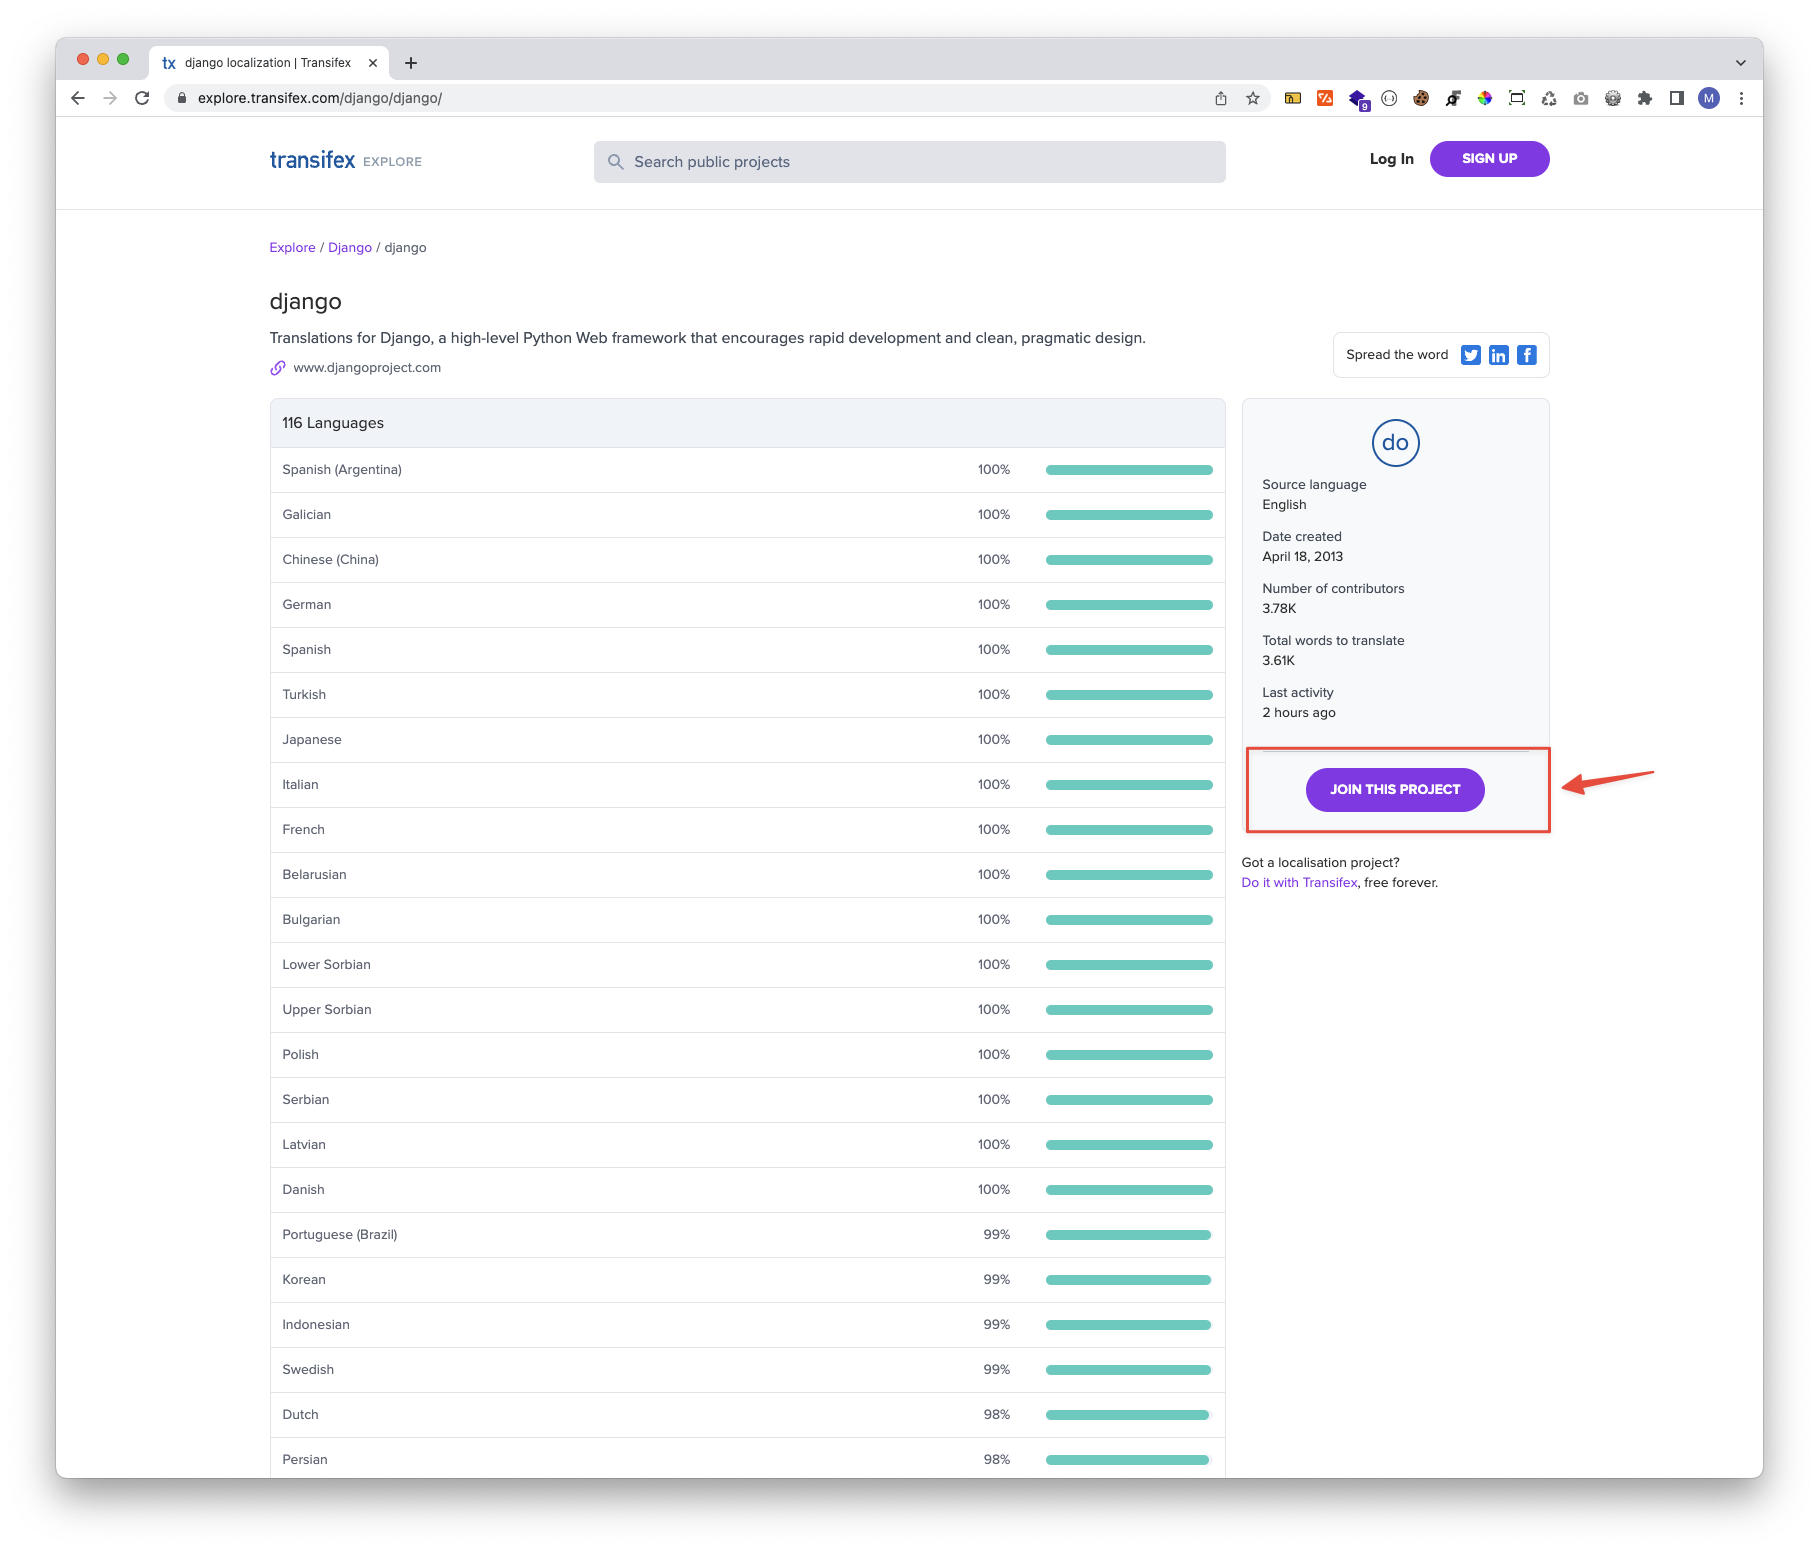 tx django localization | Transifex
explore.transifex.com/django/django/
9
M
transifex EXPLORE
Search public projects
Log In
SIGN UP
Explore / Django / django
django
Translations for Django, a high-level Python Web framework that encourages rapid development and clean, pragmatic design.
www.djangoproject.com
Spread the word
116 Languages
Spanish (Argentina) 100%
Galician 100%
Chinese (China) 100%
German 100%
Spanish 100%
Turkish 100%
Japanese 100%
Italian 100%
French 100%
Belarusian 100%
Bulgarian 100%
Lower Sorbian 100%
Upper Sorbian 100%
Polish 100%
Serbian 100%
Latvian 100%
Danish 100%
Portuguese (Brazil) 99%
Korean 99%
Indonesian 99%
Swedish 99%
Dutch 98%
Persian 98%
do
Source language
English
Date created
April 18, 2013
Number of contributors
3.78K
Total words to translate
3.61K
Last activity
2 hours ago
JOIN THIS PROJECT
Got a localisation project?
Do it with Transifex, free forever.